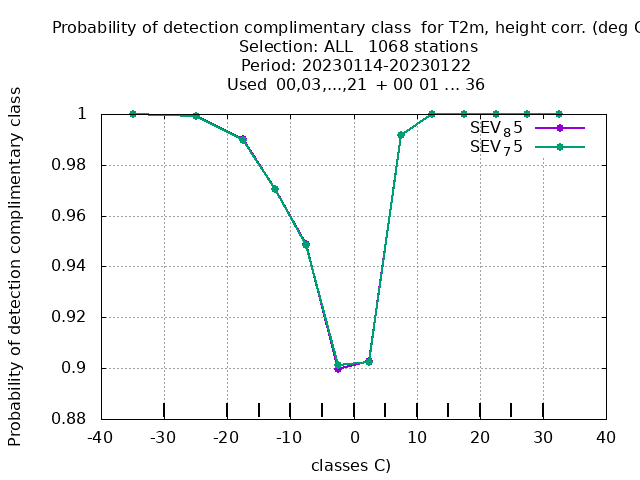 Probability of detection complimentary class for T2m, height corr. (deg C
Selection: ALL 1068 stations
Period: 20230114-20230122
Used 00,03,...,21 + 00 01 ... 36
Probability of detection complimentary class
1
0.98
0.96
0.94
0.92
0.9
0.88
SEV85
SEV75
-40 -30 -20 -10 0 10 20 30 40
classes C)